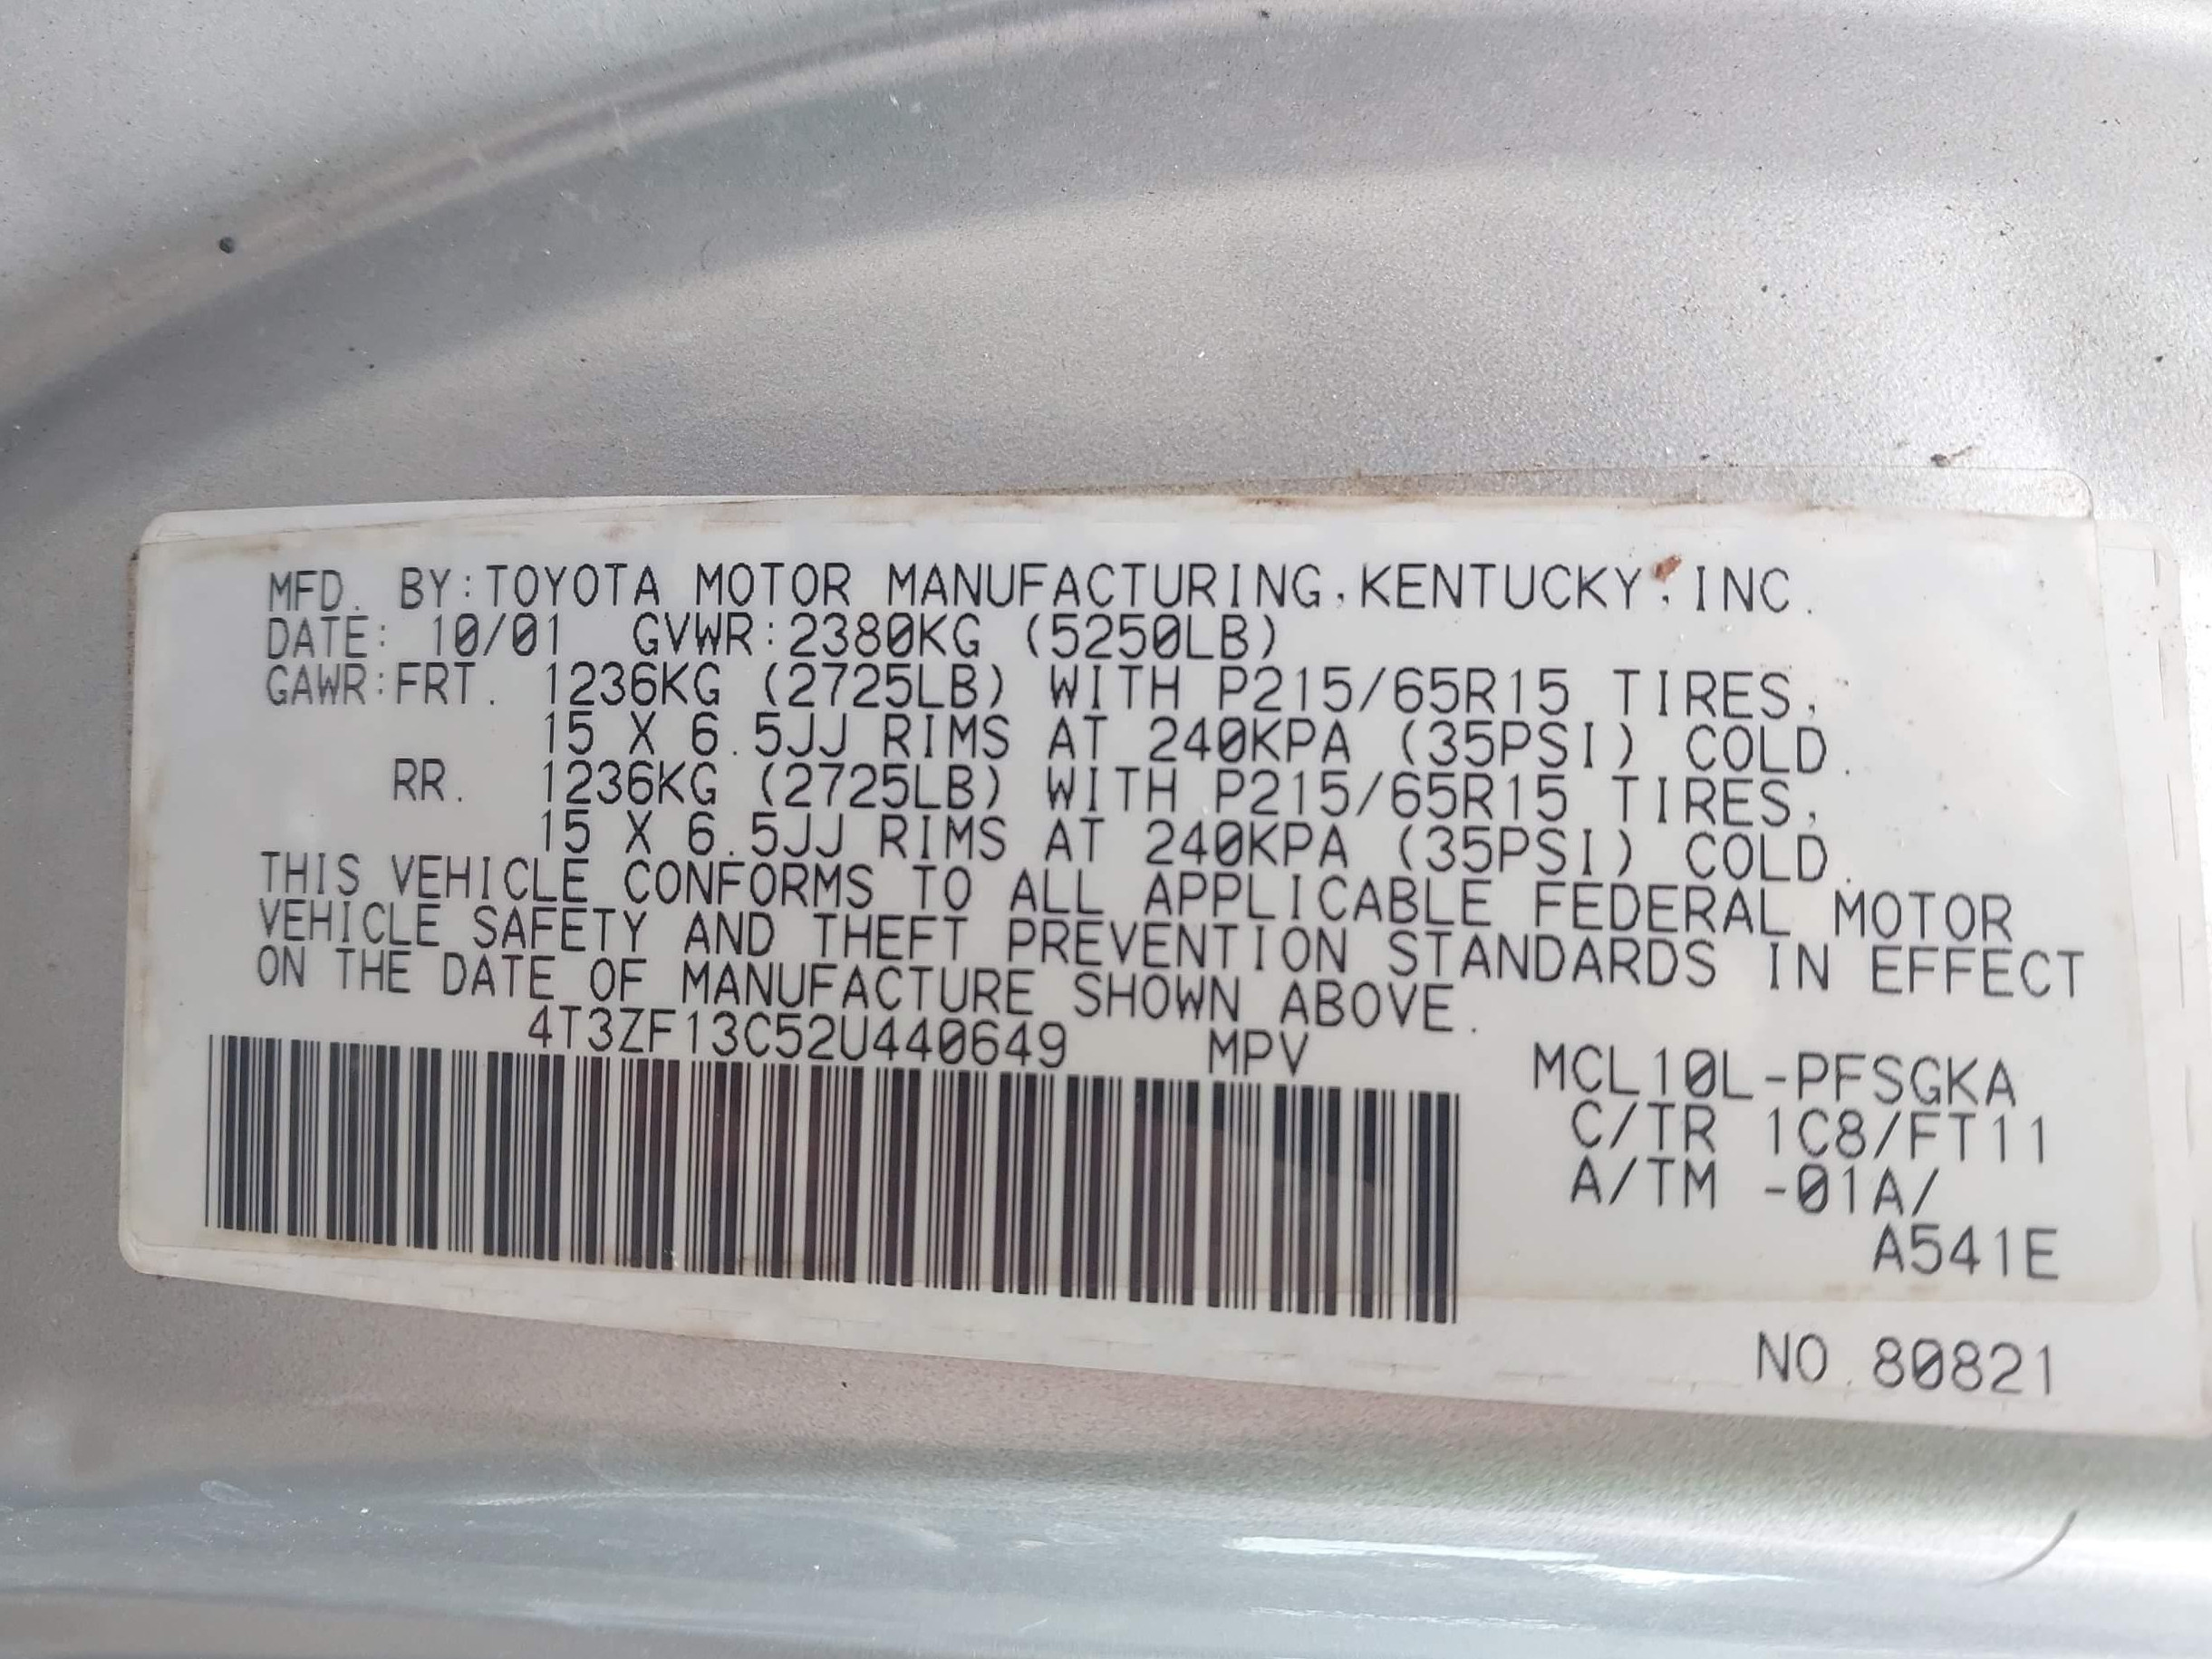 MFD. BY:TOYOTA MOTOR MANUFACTURING,KENTUCKY,INC.
DATE: 10/01 GVWR:2380KG (5250LB)
GAWR:FRT. 1236KG (2725LB) WITH P215/65R15 TIRES,
15 X 6.5JJ RIMS AT 240KPA (35PSI) COLD.
RR. 1236KG (2725LB) WITH P215/65R15 TIRES,
15 X 6.5JJ RIMS AT 240KPA (35PSI) COLD.
THIS VEHICLE CONFORMS TO ALL APPLICABLE FEDERAL MOTOR
VEHICLE SAFETY AND THEFT PREVENTION STANDARDS IN EFFECT
ON THE DATE OF MANUFACTURE SHOWN ABOVE.
4T3ZF13C52U440649 MPV
MCL10L-PFSGKA
C/TR 1C8/FT11
A/TM -01A/
A541E
NO.80821